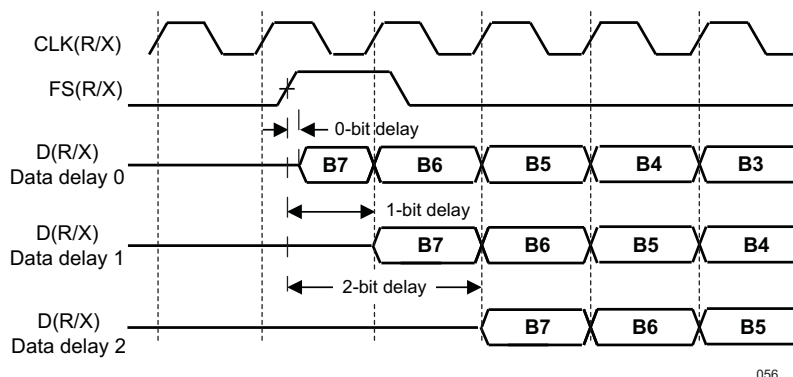 CLK(R/X)
FS(R/X)
0-bit delay
D(R/X)
Data delay 0
B7 B6 B5 B4 B3
1-bit delay
D(R/X)
Data delay 1
B7 B6 B5 B4
2-bit delay
D(R/X)
Data delay 2
B7 B6 B5
056